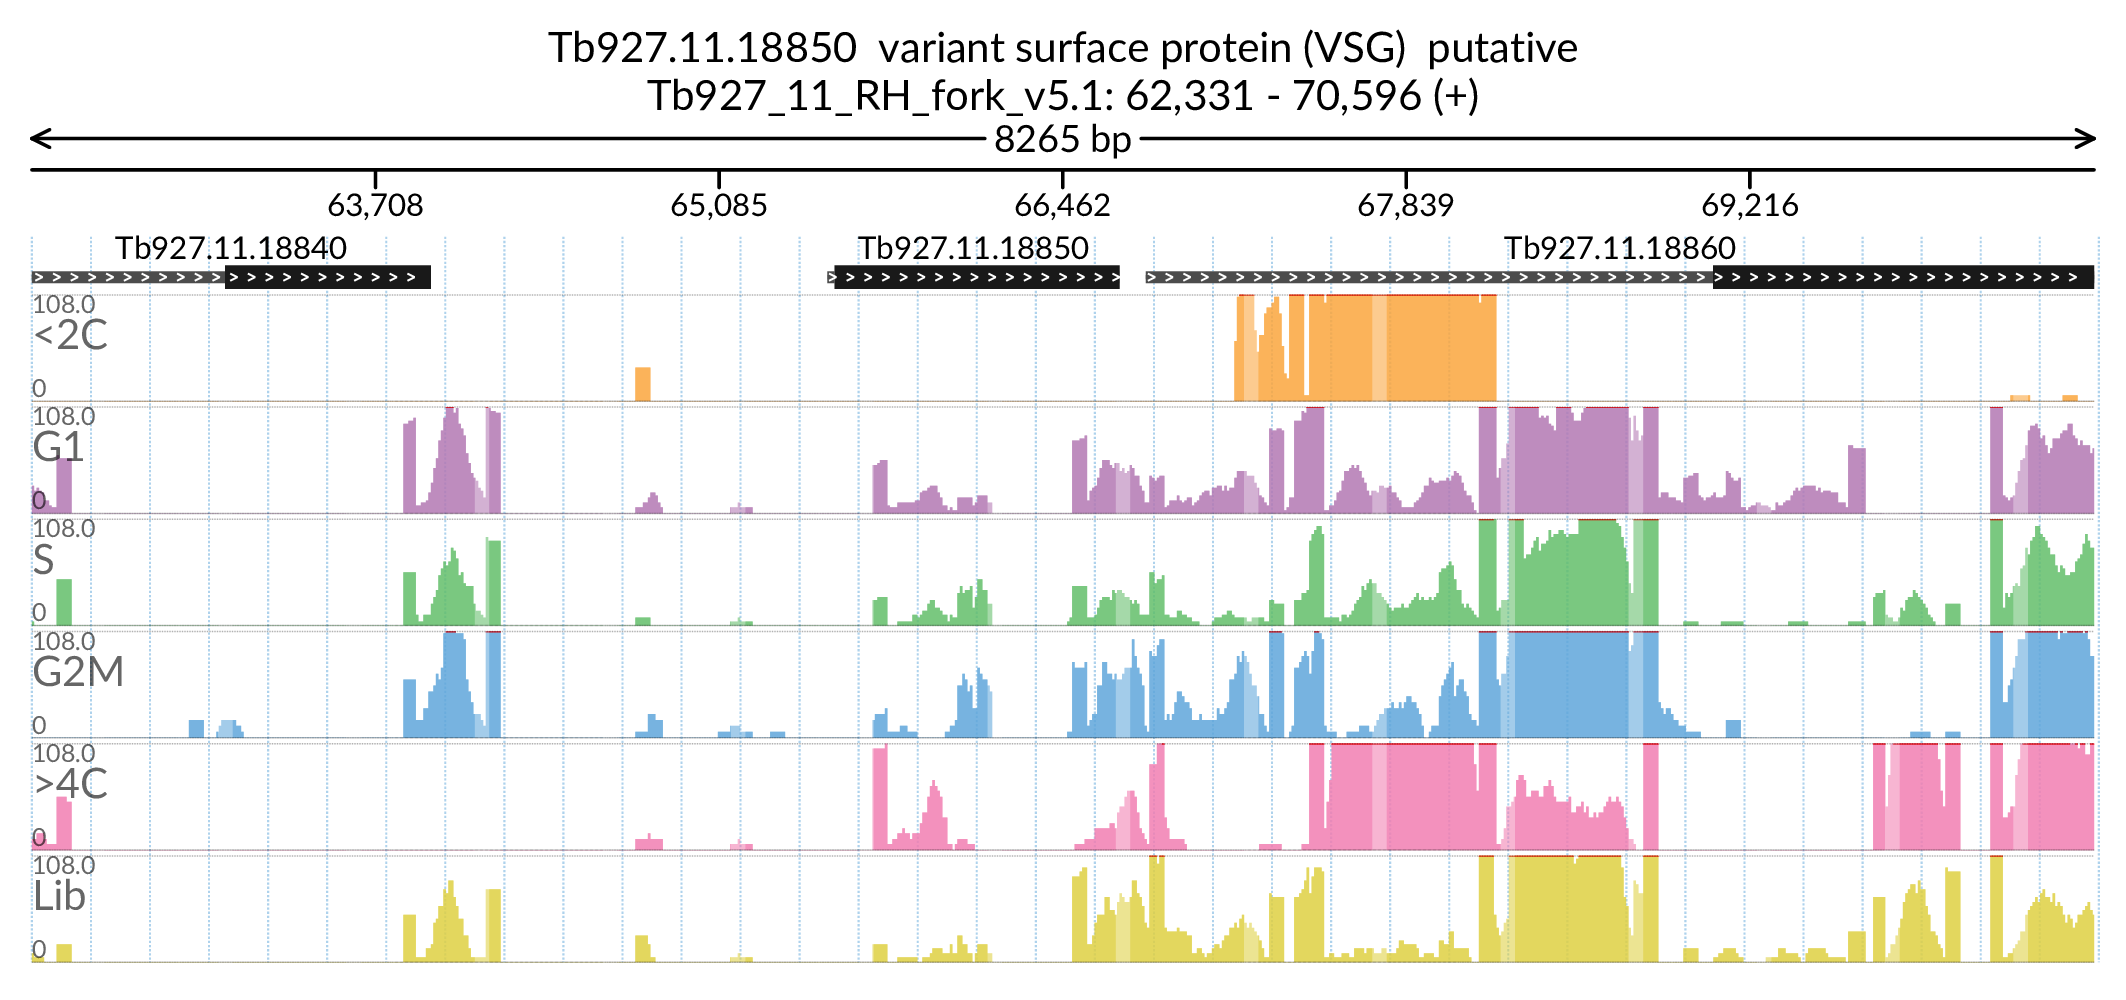 Tb927.11.18850 variant surface protein (VSG) putative
Tb927_11_RH_fork_v5.1: 62,331 - 70,596 (+)
8265 bp
63,708 65,085 66,462 67,839 69,216
Tb927.11.18840 Tb927.11.18850 Tb927.11.18860
108.0
<2C
0
108.0
G1
0
108.0
S
0
108.0
G2M
0
108.0
>4C
0
108.0
Lib
0